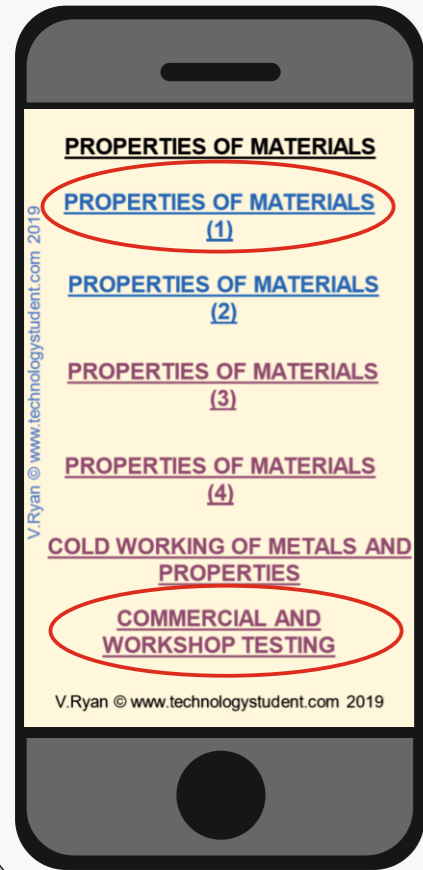 PROPERTIES OF MATERIALS
PROPERTIES OF MATERIALS
(1)
PROPERTIES OF MATERIALS
(2)
PROPERTIES OF MATERIALS
(3)
PROPERTIES OF MATERIALS
(4)
COLD WORKING OF METALS AND
PROPERTIES
COMMERCIAL AND
WORKSHOP TESTING
V.Ryan © www.technologystudent.com 2019
V.Ryan © www.technologystudent.com 2019